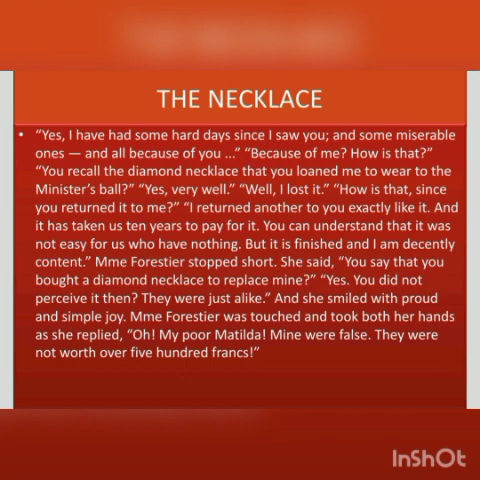 THE NECKLACE
• “Yes, I have had some hard days since I saw you; and some miserable
ones — and all because of you ...” “Because of me? How is that?”
“You recall the diamond necklace that you loaned me to wear to the
Minister’s ball?” “Yes, very well.” “Well, I lost it.” “How is that, since
you returned it to me?” “I returned another to you exactly like it. And
it has taken us ten years to pay for it. You can understand that it was
not easy for us who have nothing. But it is finished and I am decently
content.” Mme Forestier stopped short. She said, “You say that you
bought a diamond necklace to replace mine?” “Yes. You did not
perceive it then? They were just alike.” And she smiled with proud
and simple joy. Mme Forestier was touched and took both her hands
as she replied, “Oh! My poor Matilda! Mine were false. They were
not worth over five hundred francs!”
InShOt